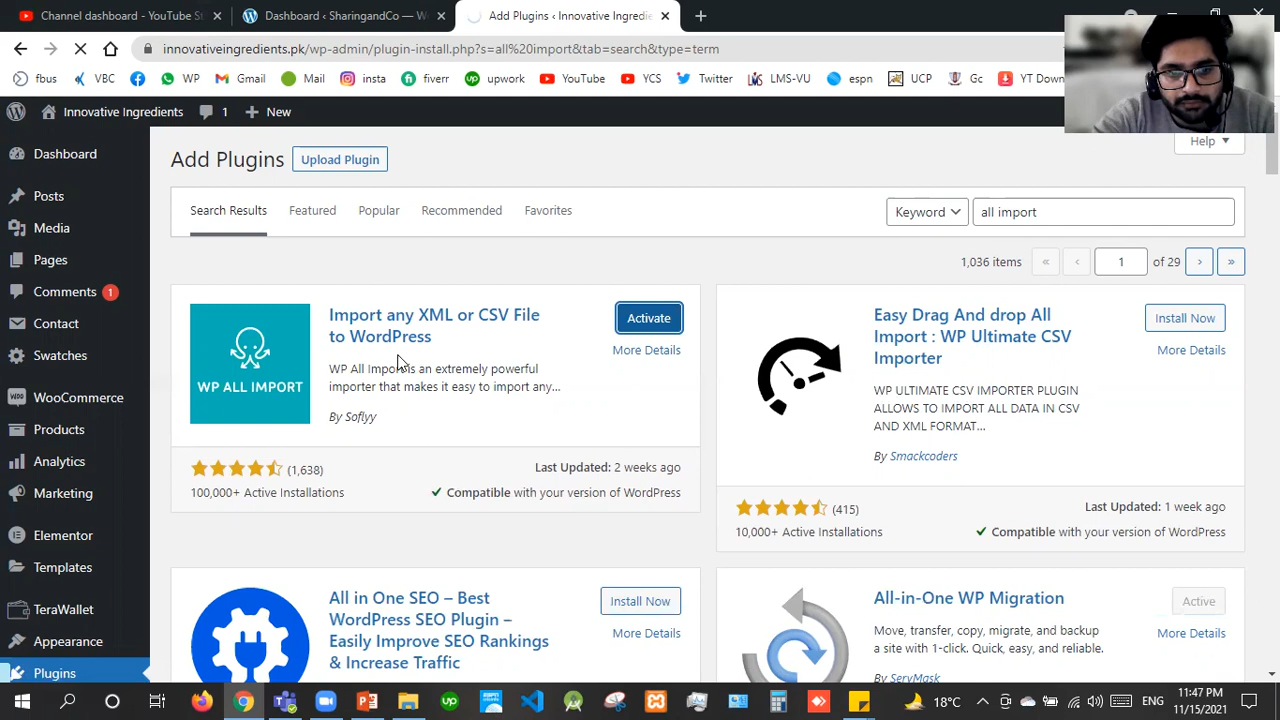 Channel dashboard - YouTube S
Dashboard ‹ SharingandCo — W
Add Plugins ‹ Innovative Ingredie
innovativeingredients.pk/wp-admin/plugin-install.php?s=all%20import&tab=search&type=term
fbus
VBC
WP
Gmail
Mail
insta
fiverr
upwork
YouTube
YCS
Twitter
LMS-VU
espn
UCP
Gc
YT Down
Innovative Ingredients
1
New
Dashboard
Posts
Media
Pages
Comments 1
Contact
Swatches
WooCommerce
Products
Analytics
Marketing
Elementor
Templates
TeraWallet
Appearance
Plugins
Help
Add Plugins
Upload Plugin
Search Results
Featured
Popular
Recommended
Favorites
Keyword
all import
1,036 items
«
‹
1
of 29
›
»
WP ALL IMPORT
Import any XML or CSV File
to WordPress
WP All Import is an extremely powerful
importer that makes it easy to import any...
By Soflyy
Activate
More Details
(1,638)
100,000+ Active Installations
Last Updated: 2 weeks ago
Compatible with your version of WordPress
Easy Drag And drop All
Import : WP Ultimate CSV
Importer
WP ULTIMATE CSV IMPORTER PLUGIN
ALLOWS TO IMPORT ALL DATA IN CSV
AND XML FORMAT...
By Smackcoders
Install Now
More Details
(415)
10,000+ Active Installations
Last Updated: 1 week ago
Compatible with your version of WordPress
All in One SEO – Best
WordPress SEO Plugin –
Easily Improve SEO Rankings
& Increase Traffic
Install Now
More Details
All-in-One WP Migration
Move, transfer, copy, migrate, and backup
a site with 1-click. Quick, easy, and reliable.
By ServMask
Active
More Details
18°C
ENG
11:47 PM
11/15/2021